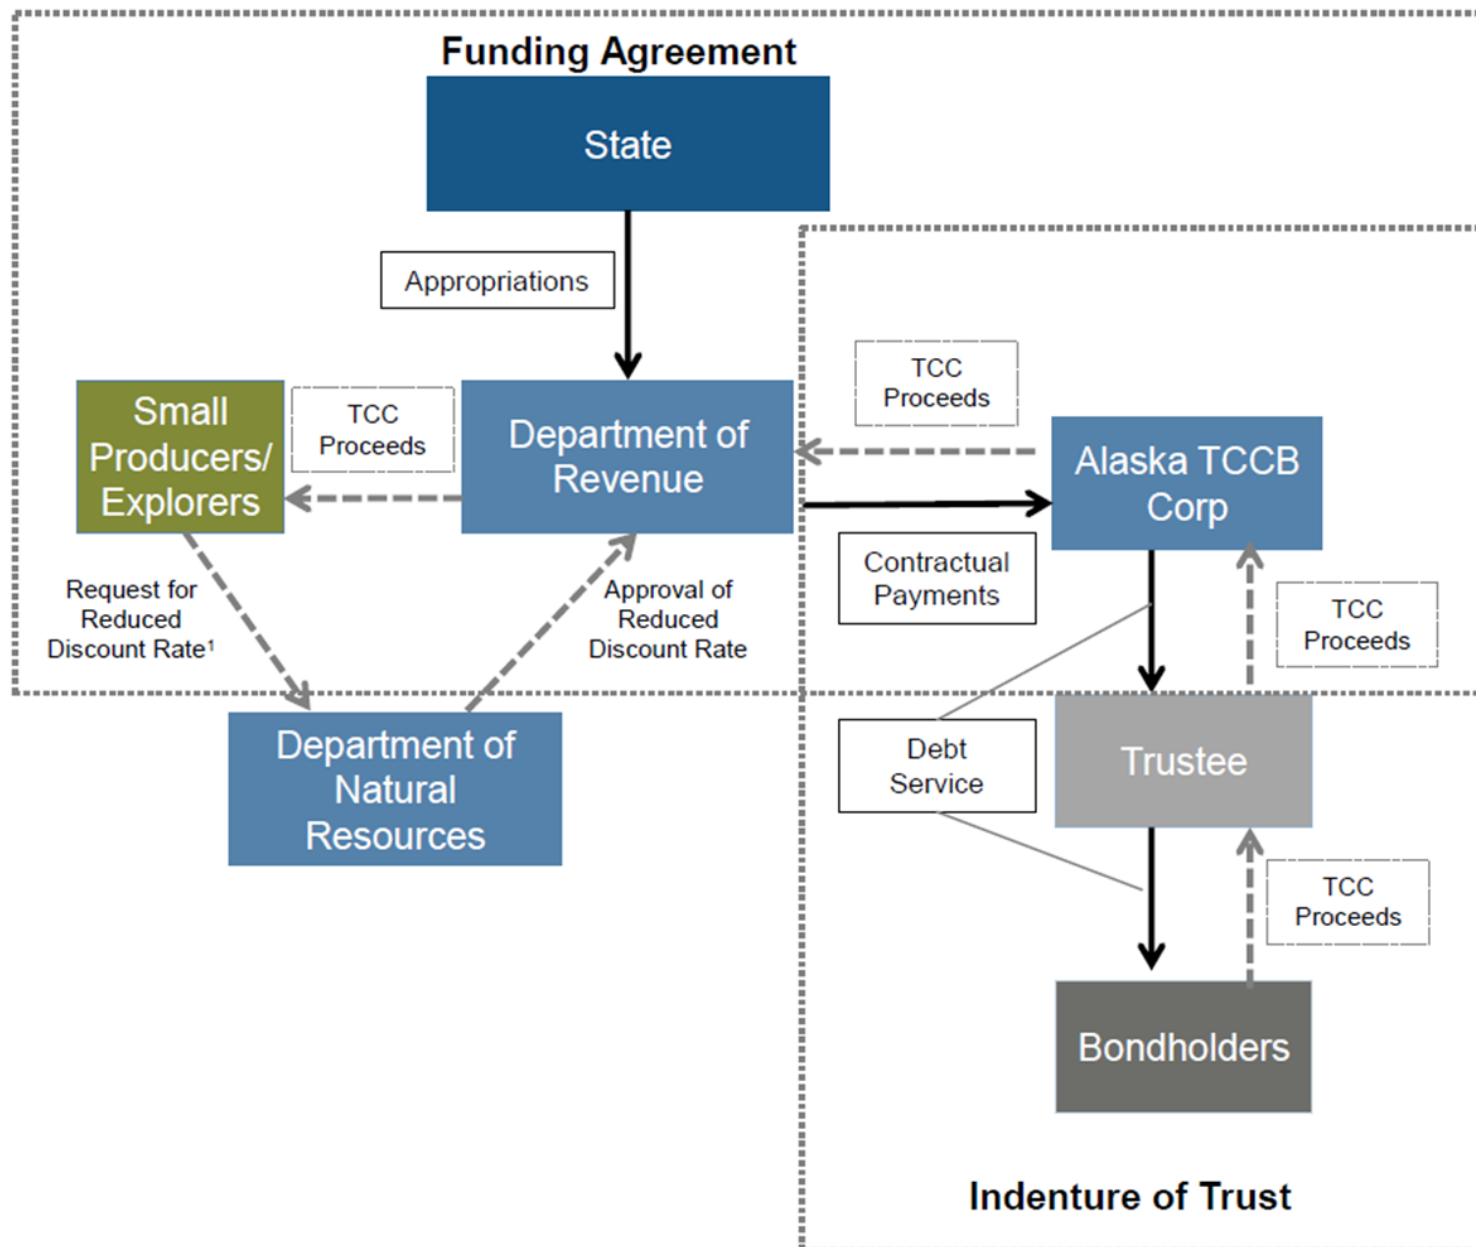 Funding Agreement
State
Appropriations
TCC
Proceeds
Small
Producers/
Explorers
TCC
Proceeds
Department of
Revenue
Alaska TCCB
Corp
Contractual
Payments
Request for
Reduced
Discount Rate¹
Approval of
Reduced
Discount Rate
TCC
Proceeds
Department of
Natural
Resources
Debt
Service
Trustee
TCC
Proceeds
Bondholders
Indenture of Trust